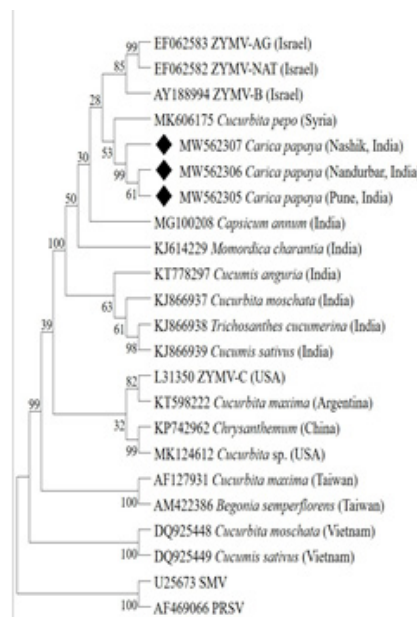 99
EF062583 ZYMV-AG (Israel)
85
EF062582 ZYMV-NAT (Israel)
28
AY188994 ZYMV-B (Israel)
MK606175 Cucurbita pepo (Syria)
53
MW562307 Carica papaya (Nashik, India)
30
99
MW562306 Carica papaya (Nandurbar, India)
61
MW562305 Carica papaya (Pune, India)
50
MG100208 Capsicum annum (India)
100
KJ614229 Momordica charantia (India)
KT778297 Cucumis anguria (India)
63
KJ866937 Cucurbita moschata (India)
61
KJ866938 Trichosanthes cucumerina (India)
39
98
KJ866939 Cucumis sativus (India)
82
L31350 ZYMV-C (USA)
KT598222 Cucurbita maxima (Argentina)
99
32
KP742962 Chrysanthemum (China)
99
MK124612 Cucurbita sp. (USA)
AF127931 Cucurbita maxima (Taiwan)
100
AM422386 Begonia semperflorens (Taiwan)
DQ925448 Cucurbita moschata (Vietnam)
100
DQ925449 Cucumis sativus (Vietnam)
U25673 SMV
100
AF469066 PRSV